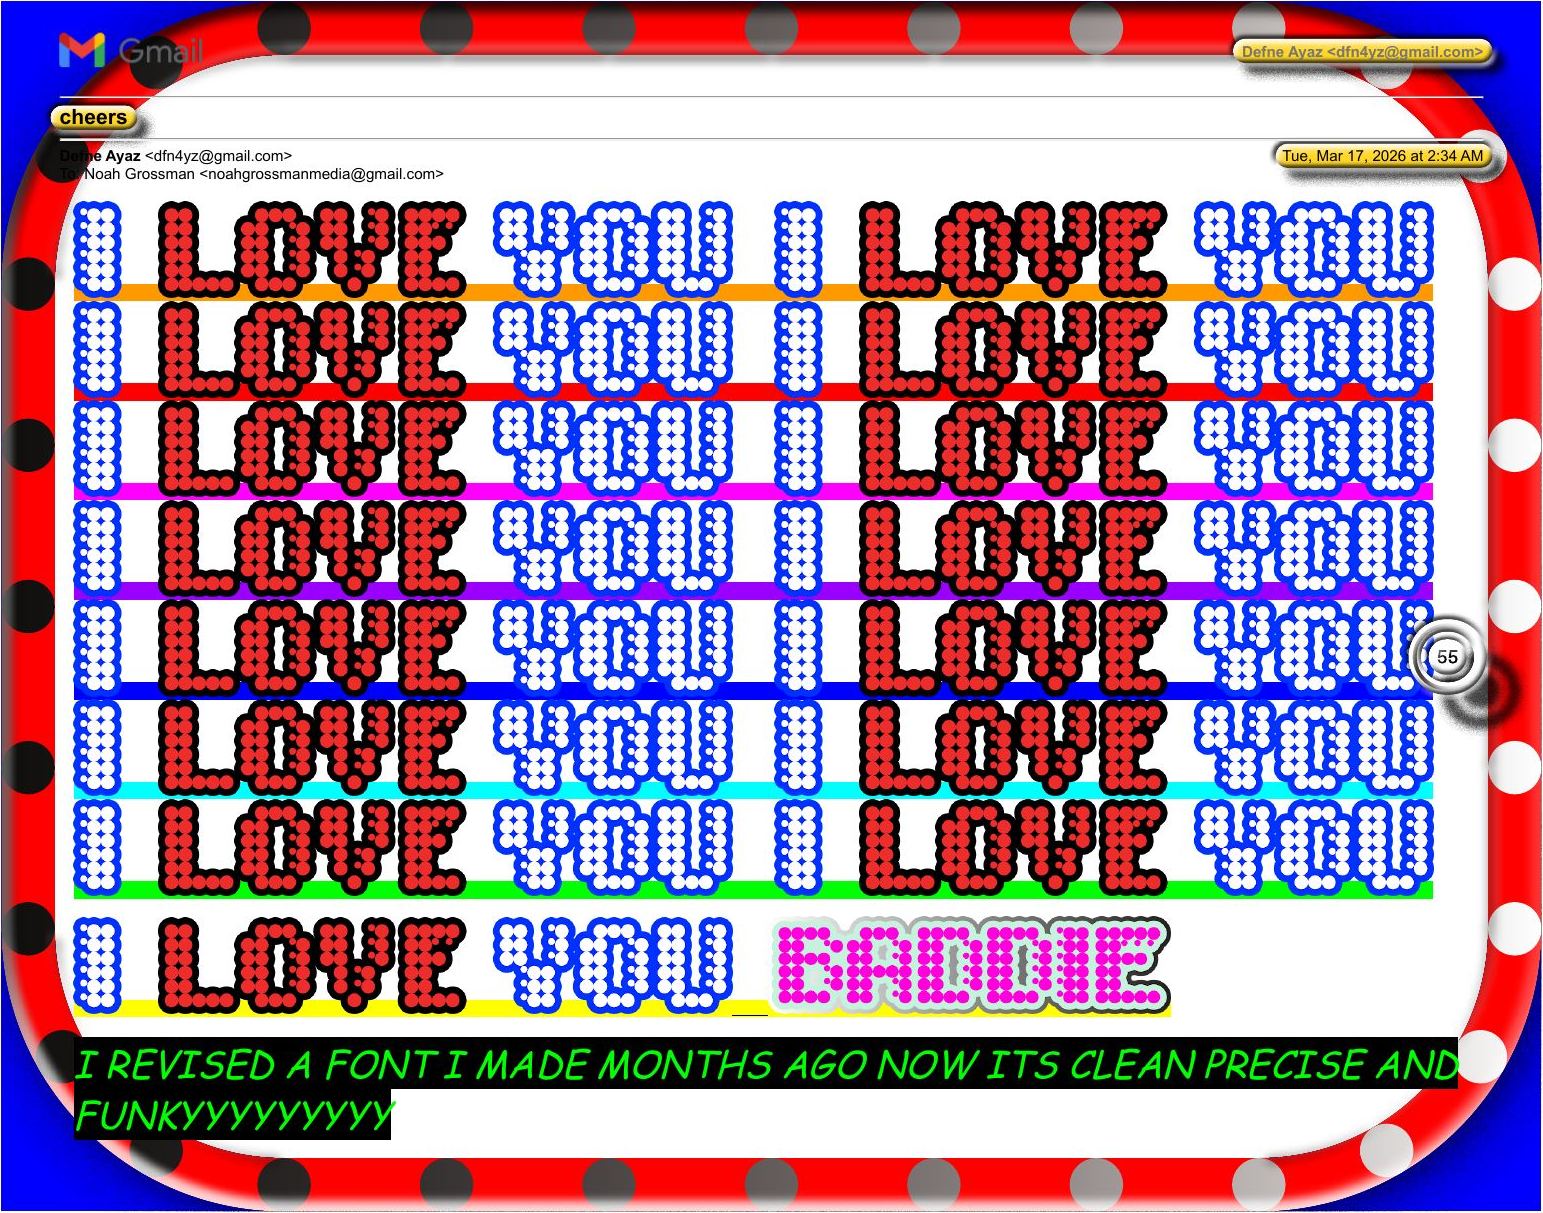 Gmail
Defne Ayaz <dfn4yz@gmail.com>
cheers
Defne Ayaz <dfn4yz@gmail.com>
Tue, Mar 17, 2026 at 2:34 AM
To: Noah Grossman <noahgrossmanmedia@gmail.com>
I LOVE YOU I LOVE YOU
I LOVE YOU I LOVE YOU
I LOVE YOU I LOVE YOU
I LOVE YOU I LOVE YOU
I LOVE YOU I LOVE YOU
55
I LOVE YOU I LOVE YOU
I LOVE YOU I LOVE YOU
I LOVE YOU BADDIE
I REVISED A FONT I MADE MONTHS AGO NOW ITS CLEAN PRECISE AND
FUNKYYYYYYYYY